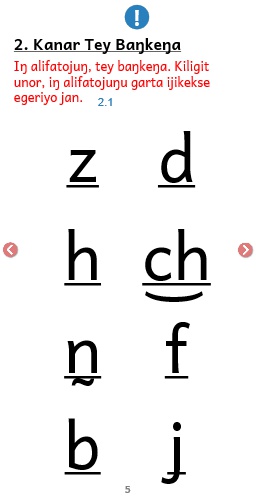 !
2. Kanar Tey Baŋkeŋa
Iŋ alifatojuŋ, tey baŋkeŋa. Kiligit
unor, iŋ alifatojuŋu garta ijikekse
egeriyo jan.
2.1
z d
h ch
n̰ f
b j
5